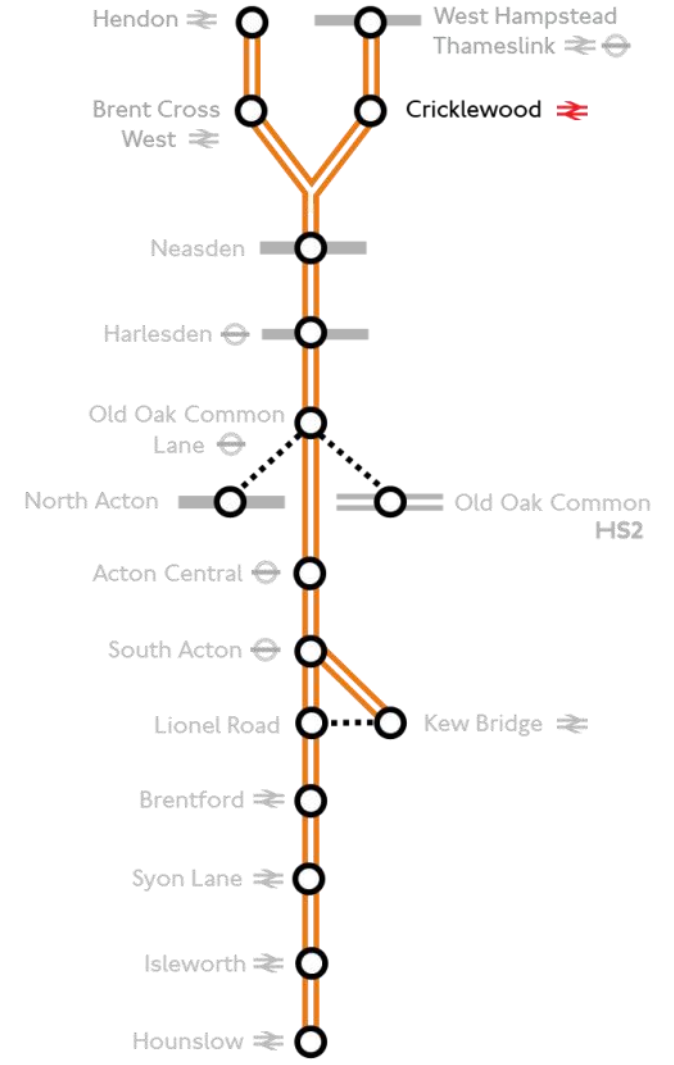 Hendon
West Hampstead
Thameslink
Brent Cross
West
Cricklewood
Neasden
Harlesden
Old Oak Common
Lane
North Acton
Old Oak Common
HS2
Acton Central
South Acton
Lionel Road
Kew Bridge
Brentford
Syon Lane
Isleworth
Hounslow